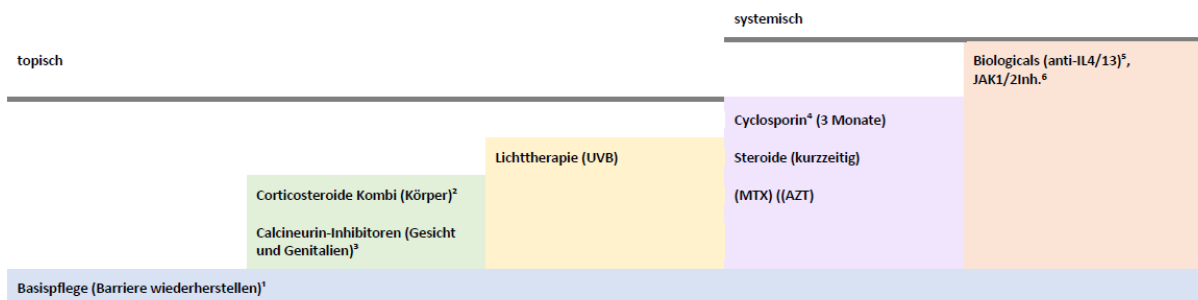 systemisch
topisch
Biologicals (anti-IL4/13)⁵,
JAK1/2Inh.⁶
Cyclosporin⁴ (3 Monate)
Lichttherapie (UVB)
Steroide (kurzzeitig)
Corticosteroide Kombi (Körper)²
(MTX) ((AZT)
Calcineurin-Inhibitoren (Gesicht
und Genitalien)³
Basispflege (Barriere wiederherstellen)¹